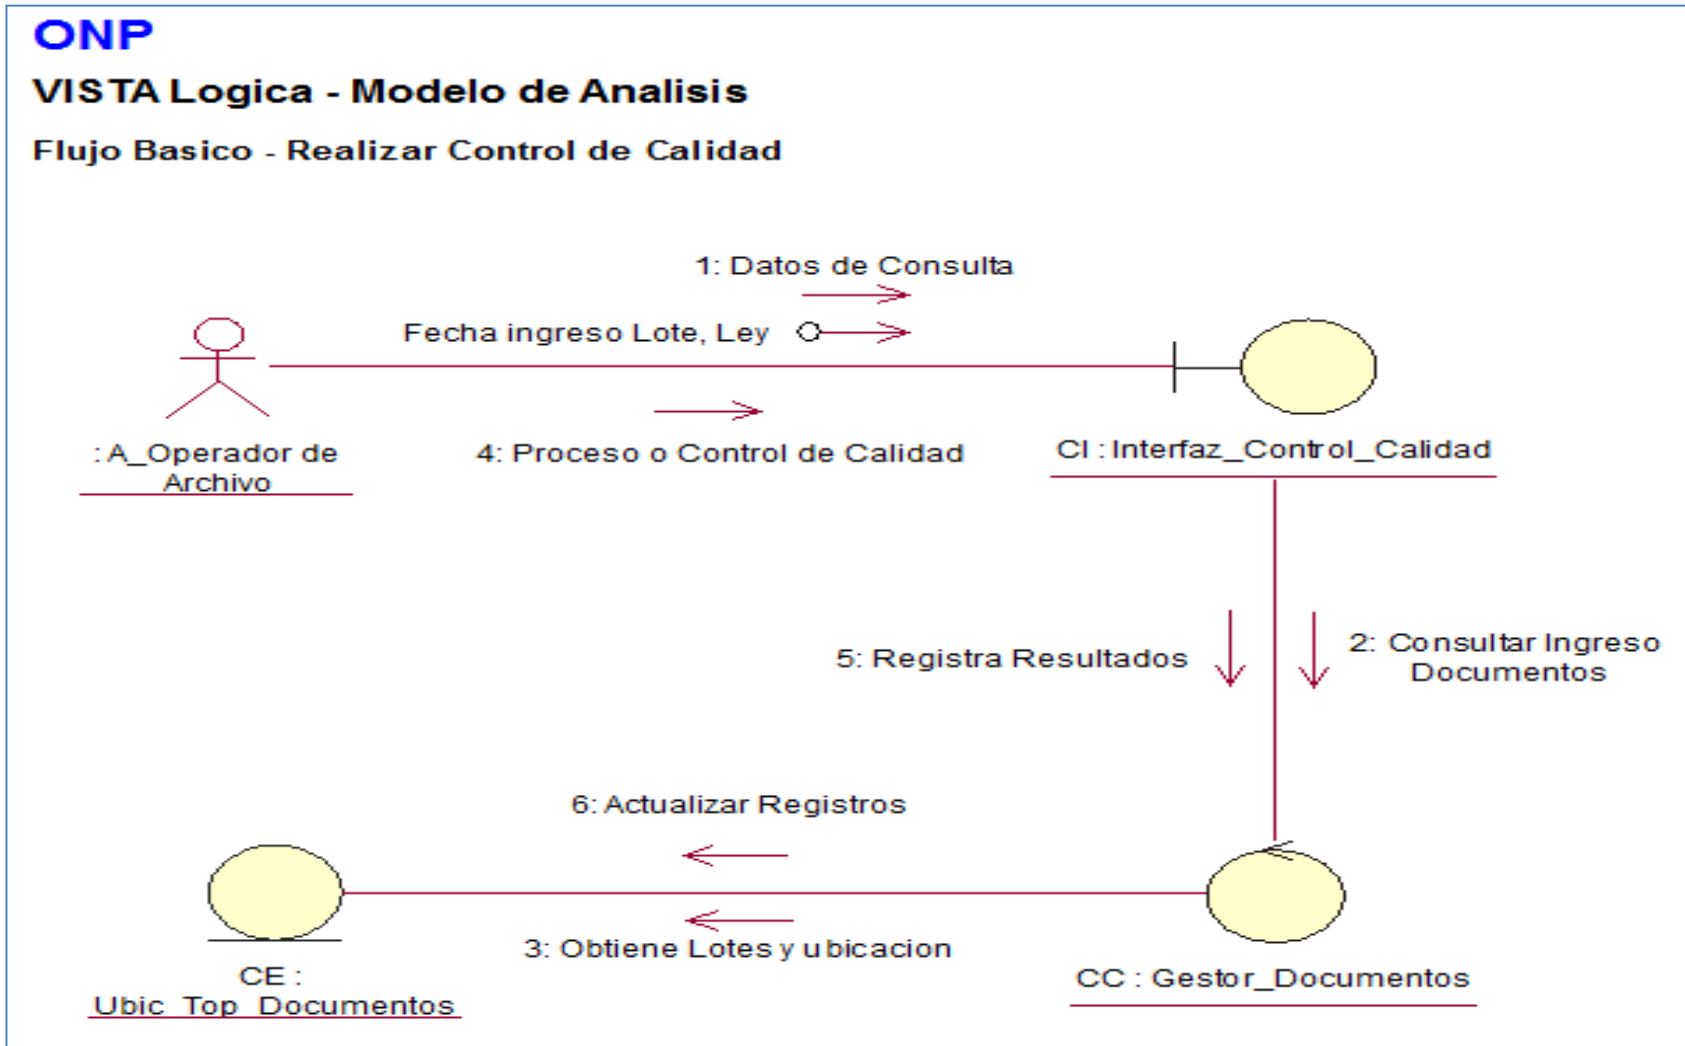 ONP
VISTA Logica - Modelo de Analisis
Flujo Basico - Realizar Control de Calidad
1: Datos de Consulta
Fecha ingreso Lote, Ley
: A_Operador de
Archivo
4: Proceso o Control de Calidad
CI : Interfaz_Control_Calidad
5: Registra Resultados
2: Consultar Ingreso
Documentos
6: Actualizar Registros
3: Obtiene Lotes y ubicacion
CE :
Ubic_Top_Documentos
CC : Gestor_Documentos